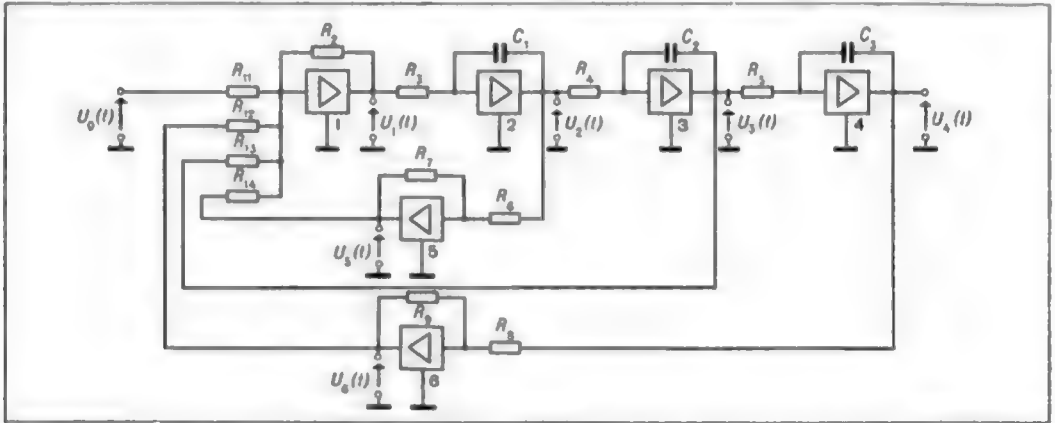 R₂ C₁ C₂ C₃
R₁₁ R₃ R₄ R₅
U₀(t) R₁₂ 1 U₁(t) 2 U₂(t) 3 U₃(t) 4 U₄(t)
R₁₃
R₁₄ R₇
R₆
U₅(t) 5
R₉
R₈
U₆(t) 6